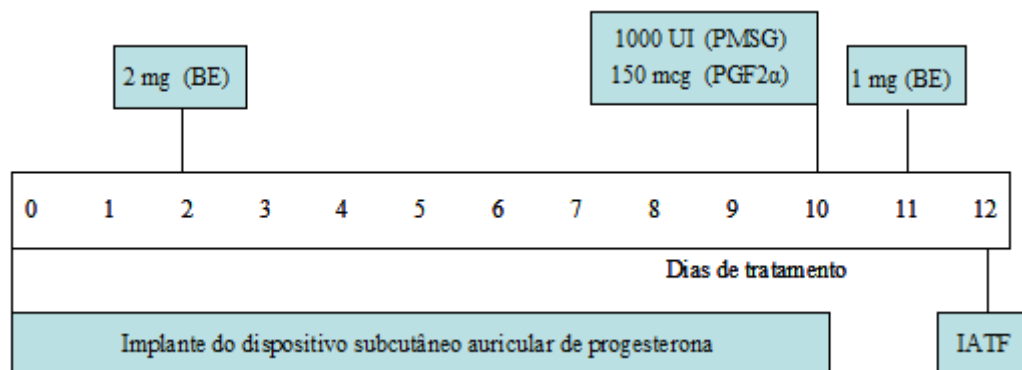 1000 UI (PMSG)
150 mcg (PGF2α)
2 mg (BE)
1 mg (BE)
0 1 2 3 4 5 6 7 8 9 10 11 12
Dias de tratamento
Implante do dispositivo subcutâneo auricular de progesterona
IATF